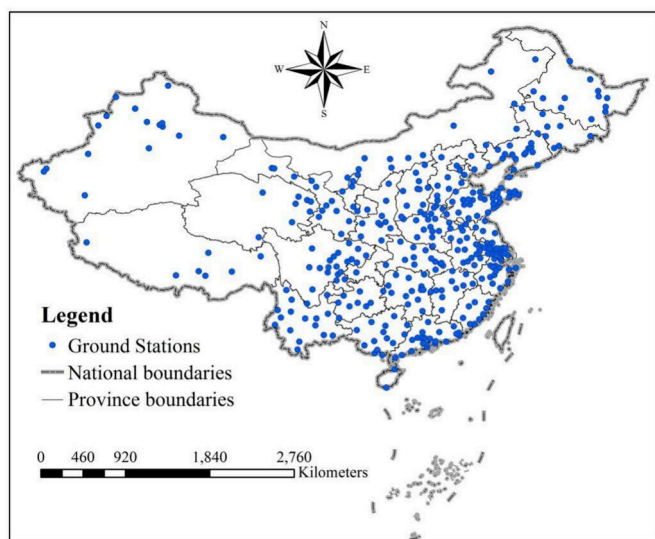 N
W E
S
Legend
Ground Stations
National boundaries
Province boundaries
0 460 920 1,840 2,760
Kilometers